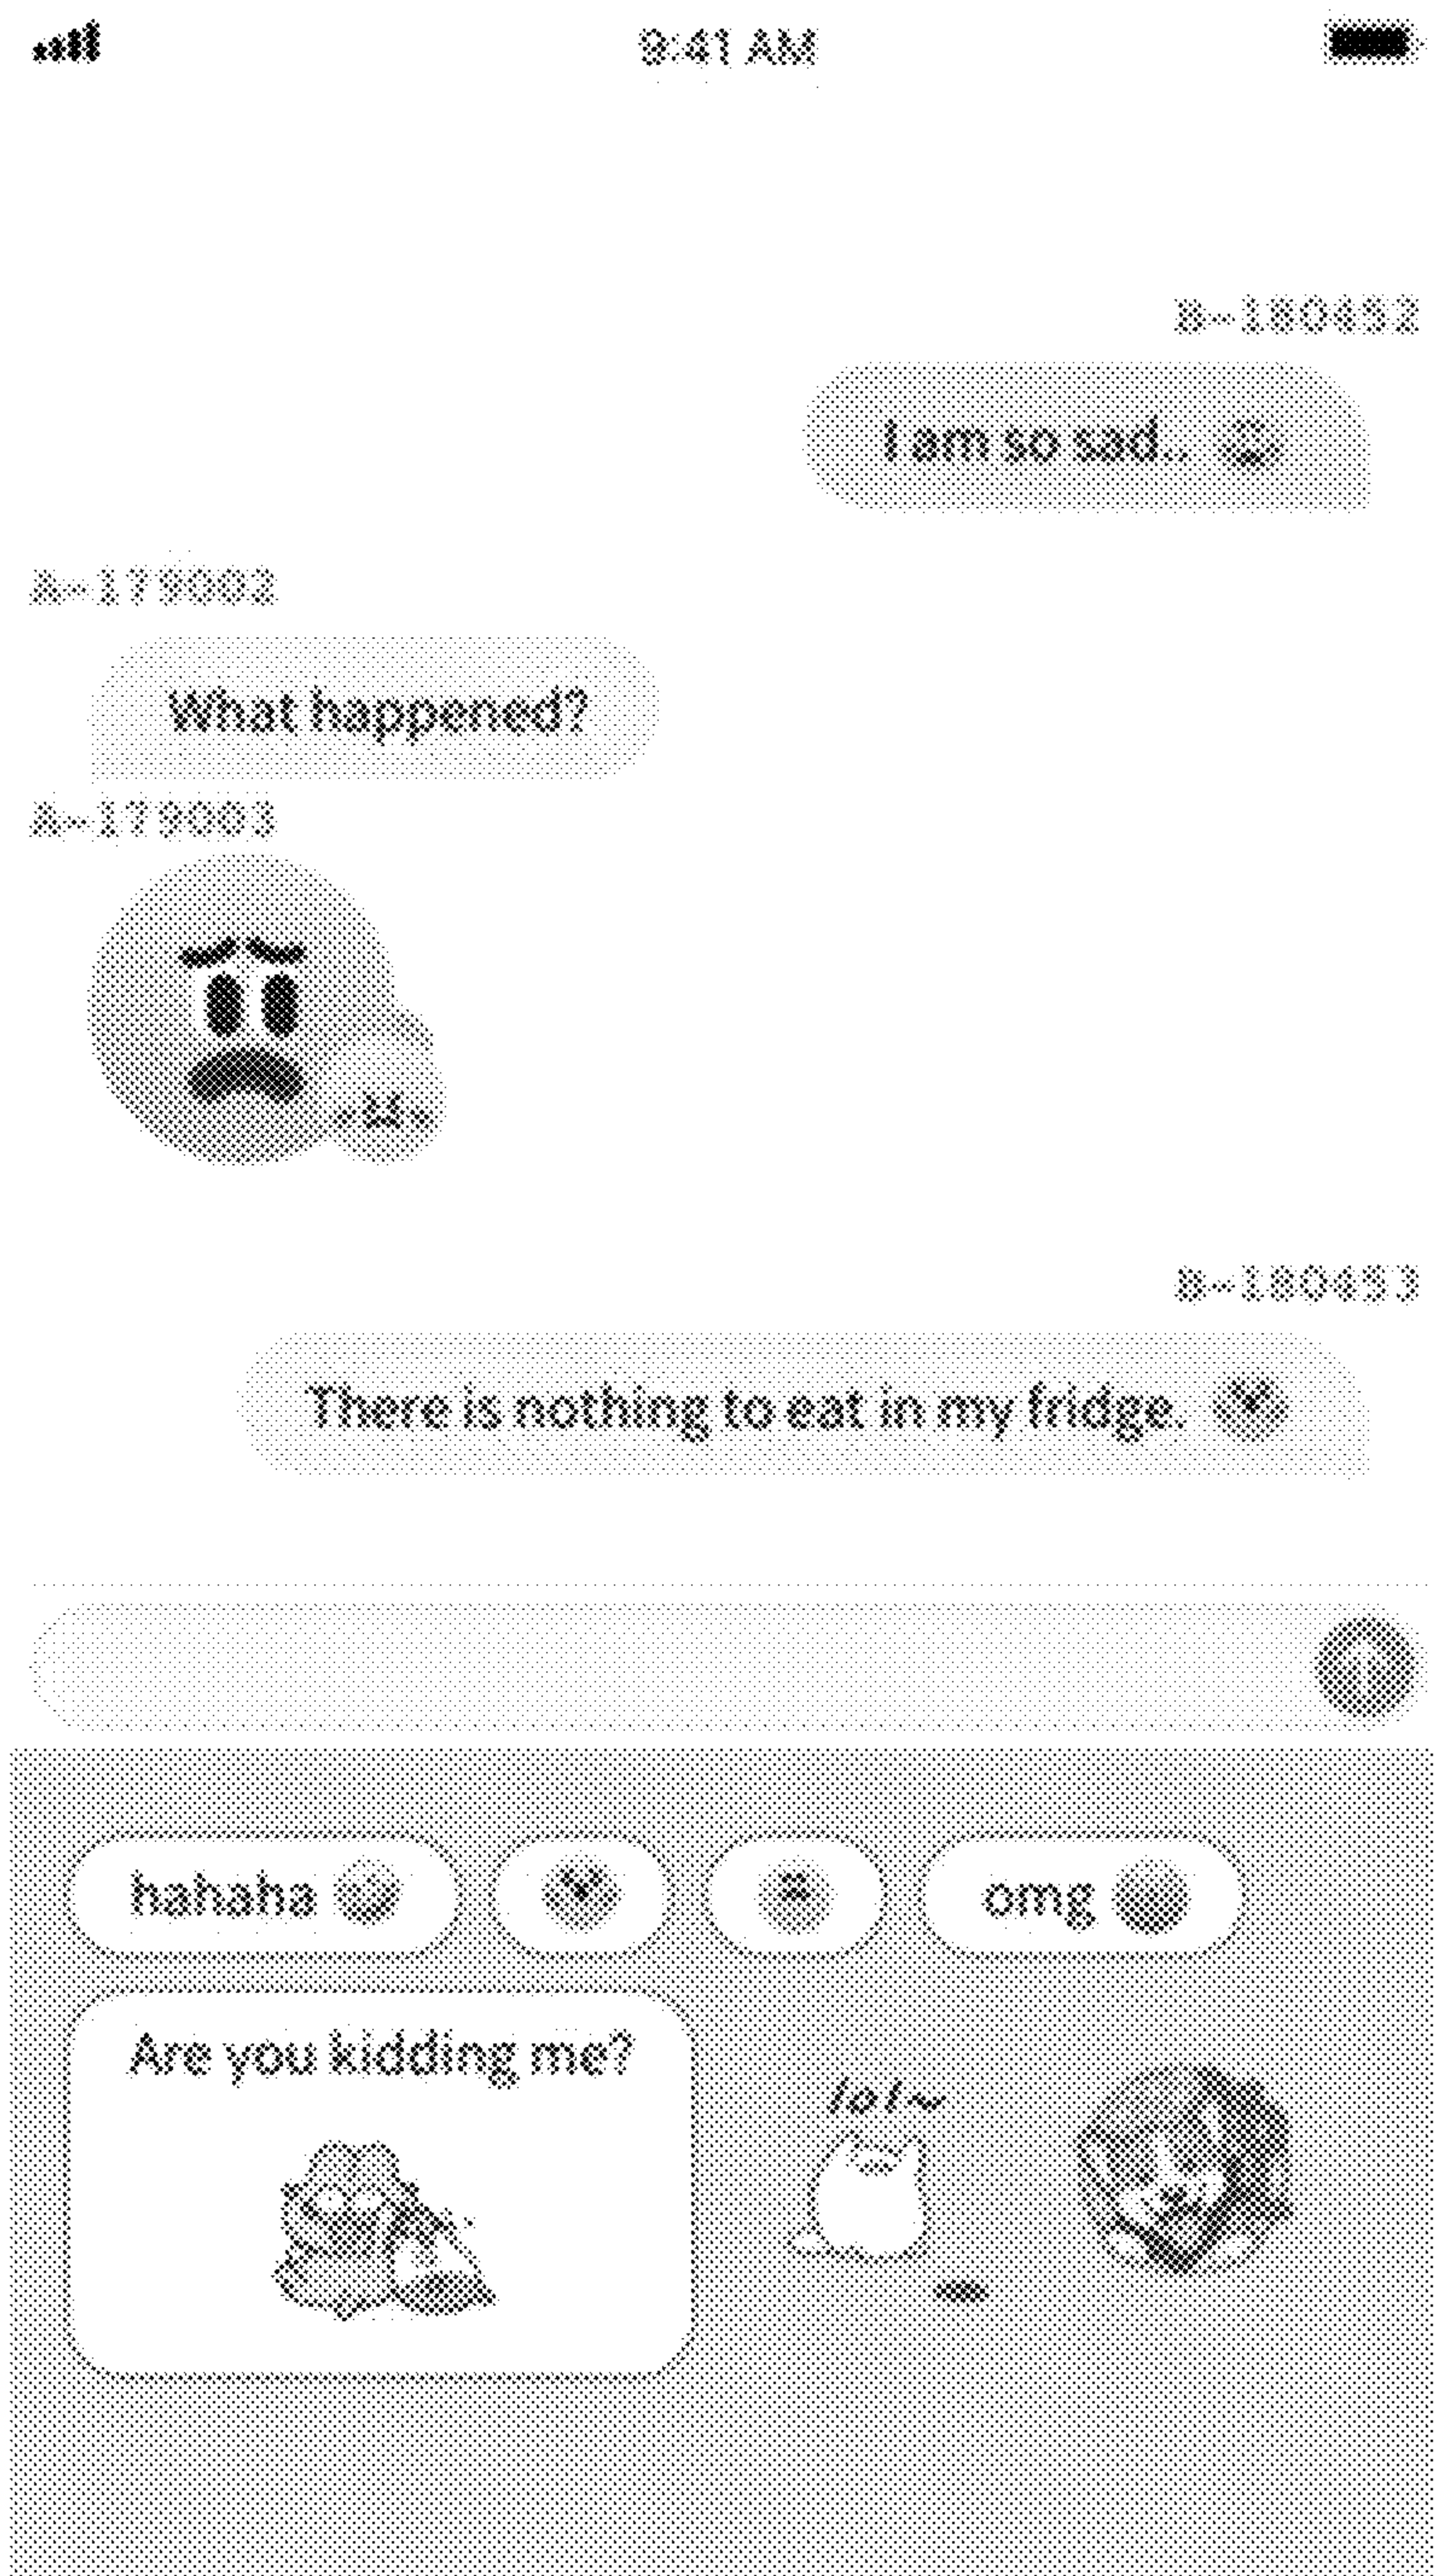 9:41 AM
B-180452
I am so sad..
A-179002
What happened?
A-179003
B-180453
There is nothing to eat in my fridge.
hahaha
omg
Are you kidding me?
lol~